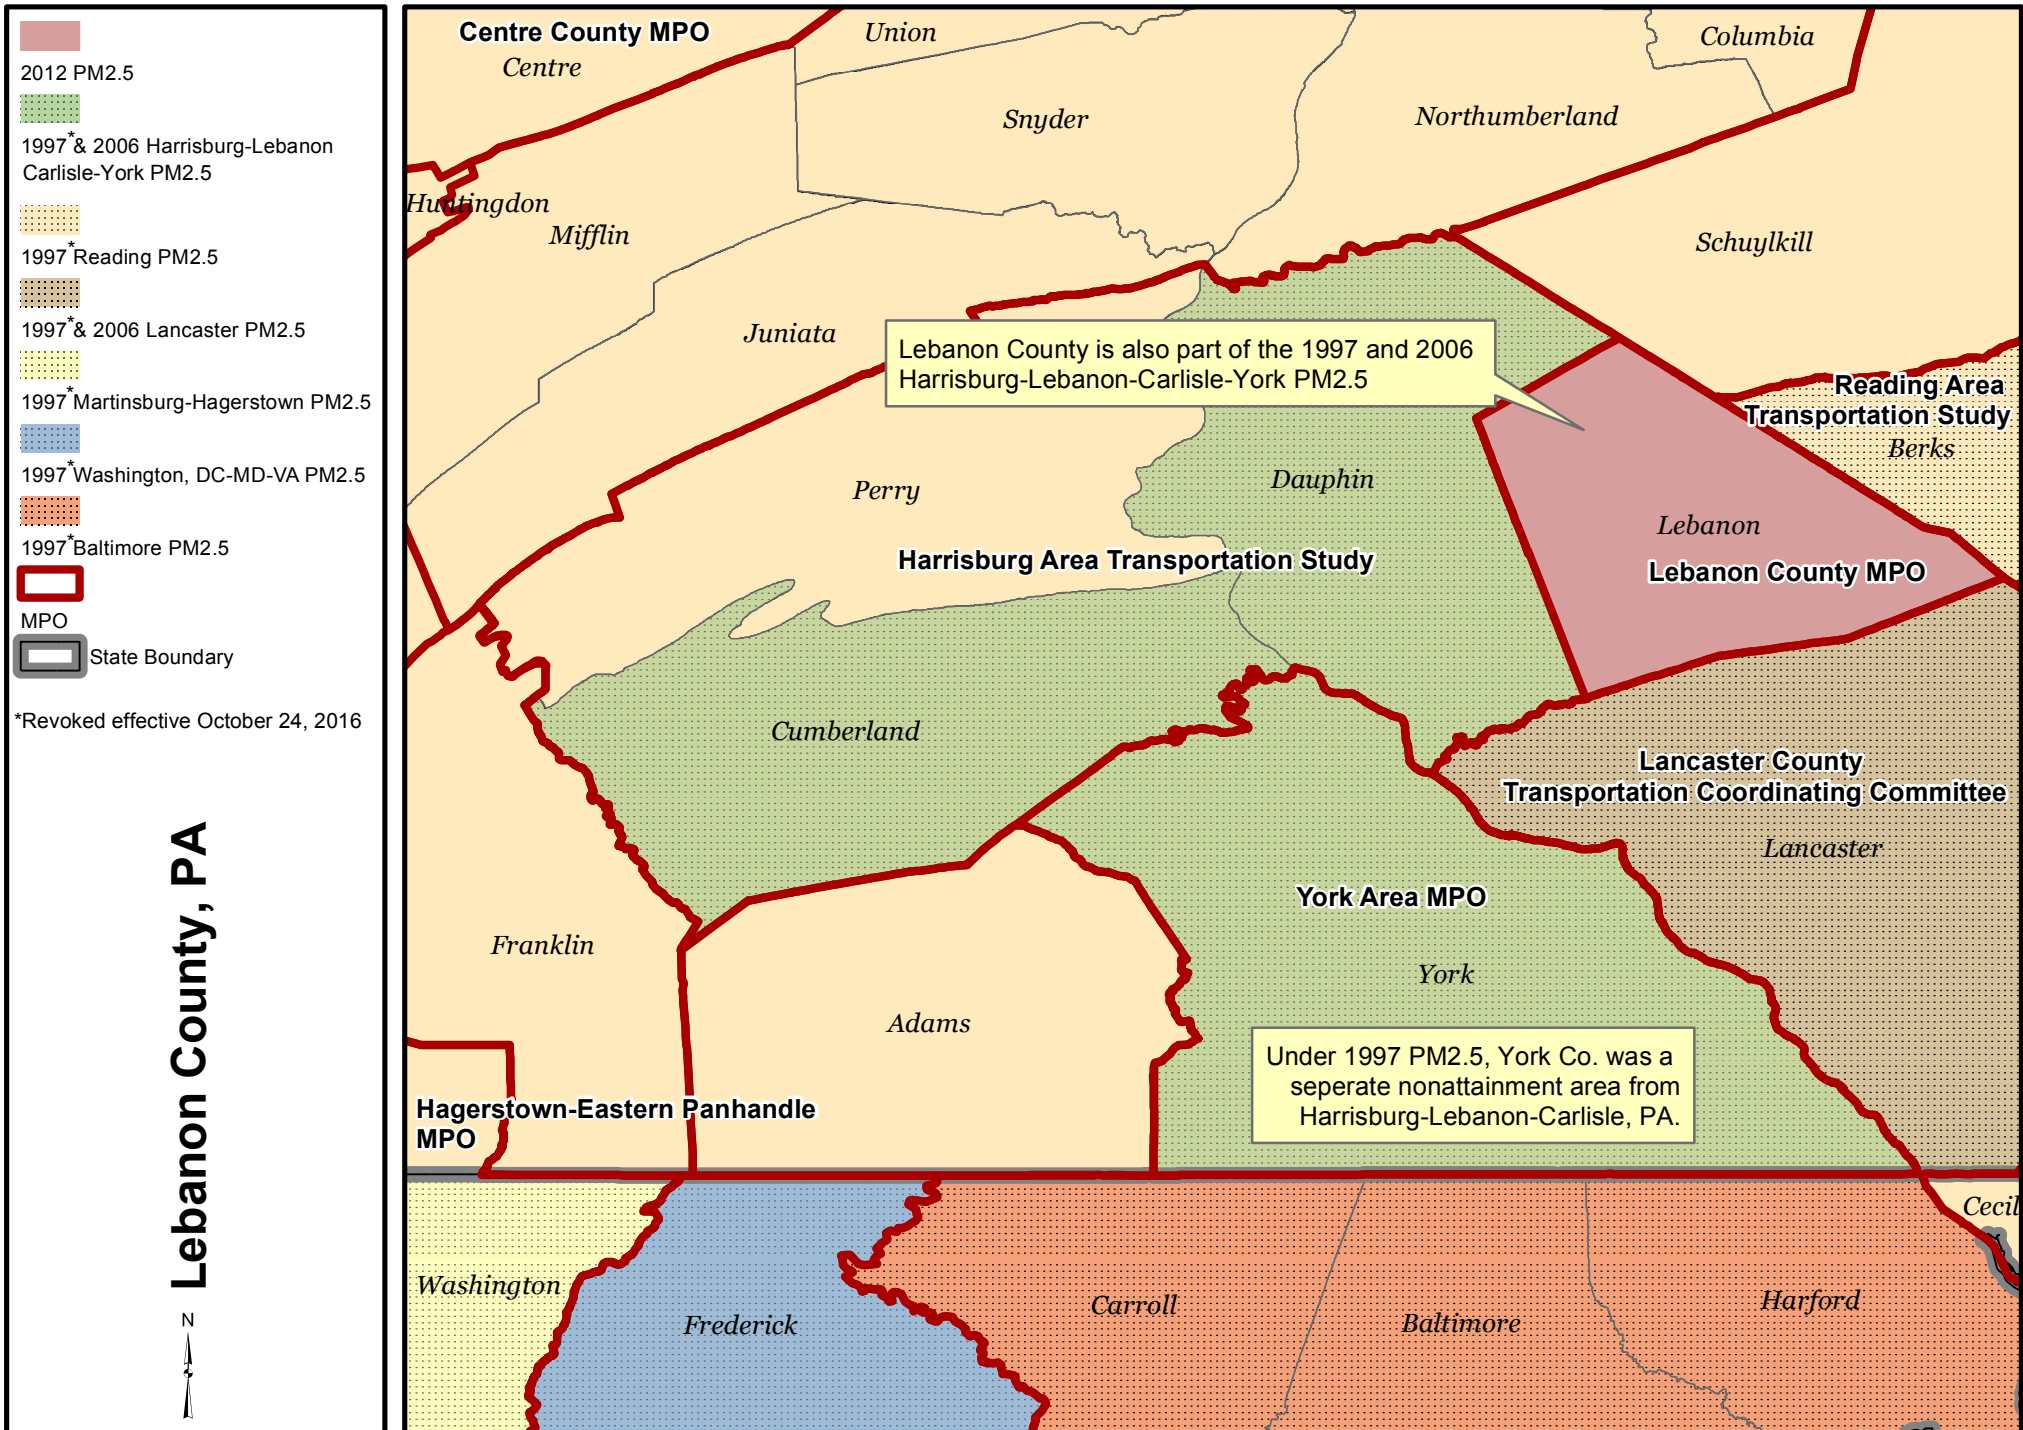 2012 PM2.5
1997*& 2006 Harrisburg-Lebanon
Carlisle-York PM2.5
1997*Reading PM2.5
1997*& 2006 Lancaster PM2.5
1997*Martinsburg-Hagerstown PM2.5
1997*Washington, DC-MD-VA PM2.5
1997*Baltimore PM2.5
MPO
State Boundary
*Revoked effective October 24, 2016
Lebanon County, PA
N
Centre County MPO
Centre
Union
Columbia
Snyder
Northumberland
Huntingdon
Mifflin
Schuylkill
Juniata
Lebanon County is also part of the 1997 and 2006
Harrisburg-Lebanon-Carlisle-York PM2.5
Reading Area
Transportation Study
Berks
Perry
Dauphin
Lebanon
Harrisburg Area Transportation Study
Lebanon County MPO
Cumberland
Lancaster County
Transportation Coordinating Committee
Lancaster
York Area MPO
Franklin
York
Adams
Under 1997 PM2.5, York Co. was a
seperate nonattainment area from
Harrisburg-Lebanon-Carlisle, PA.
Hagerstown-Eastern Panhandle
MPO
Cecil
Washington
Frederick
Carroll
Baltimore
Harford